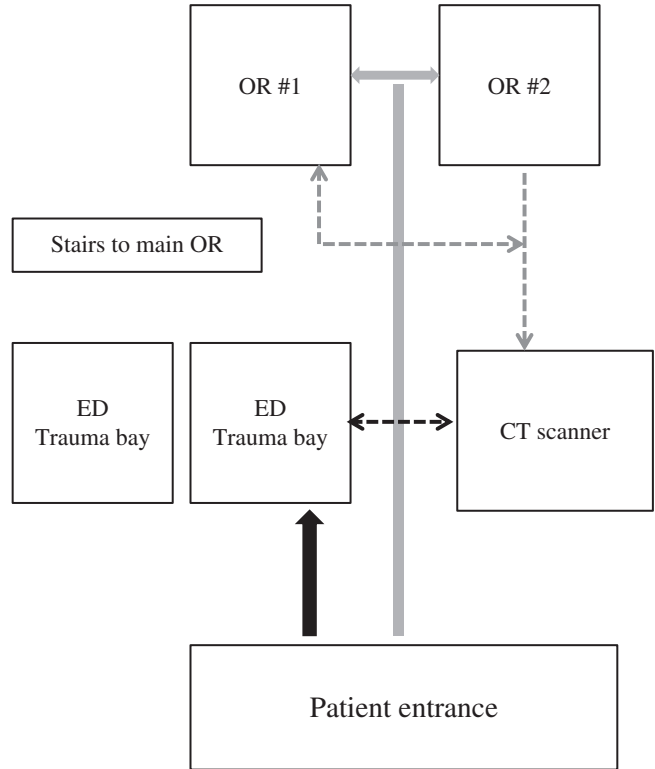 OR #1
OR #2
Stairs to main OR
ED
Trauma bay
ED
Trauma bay
CT scanner
Patient entrance